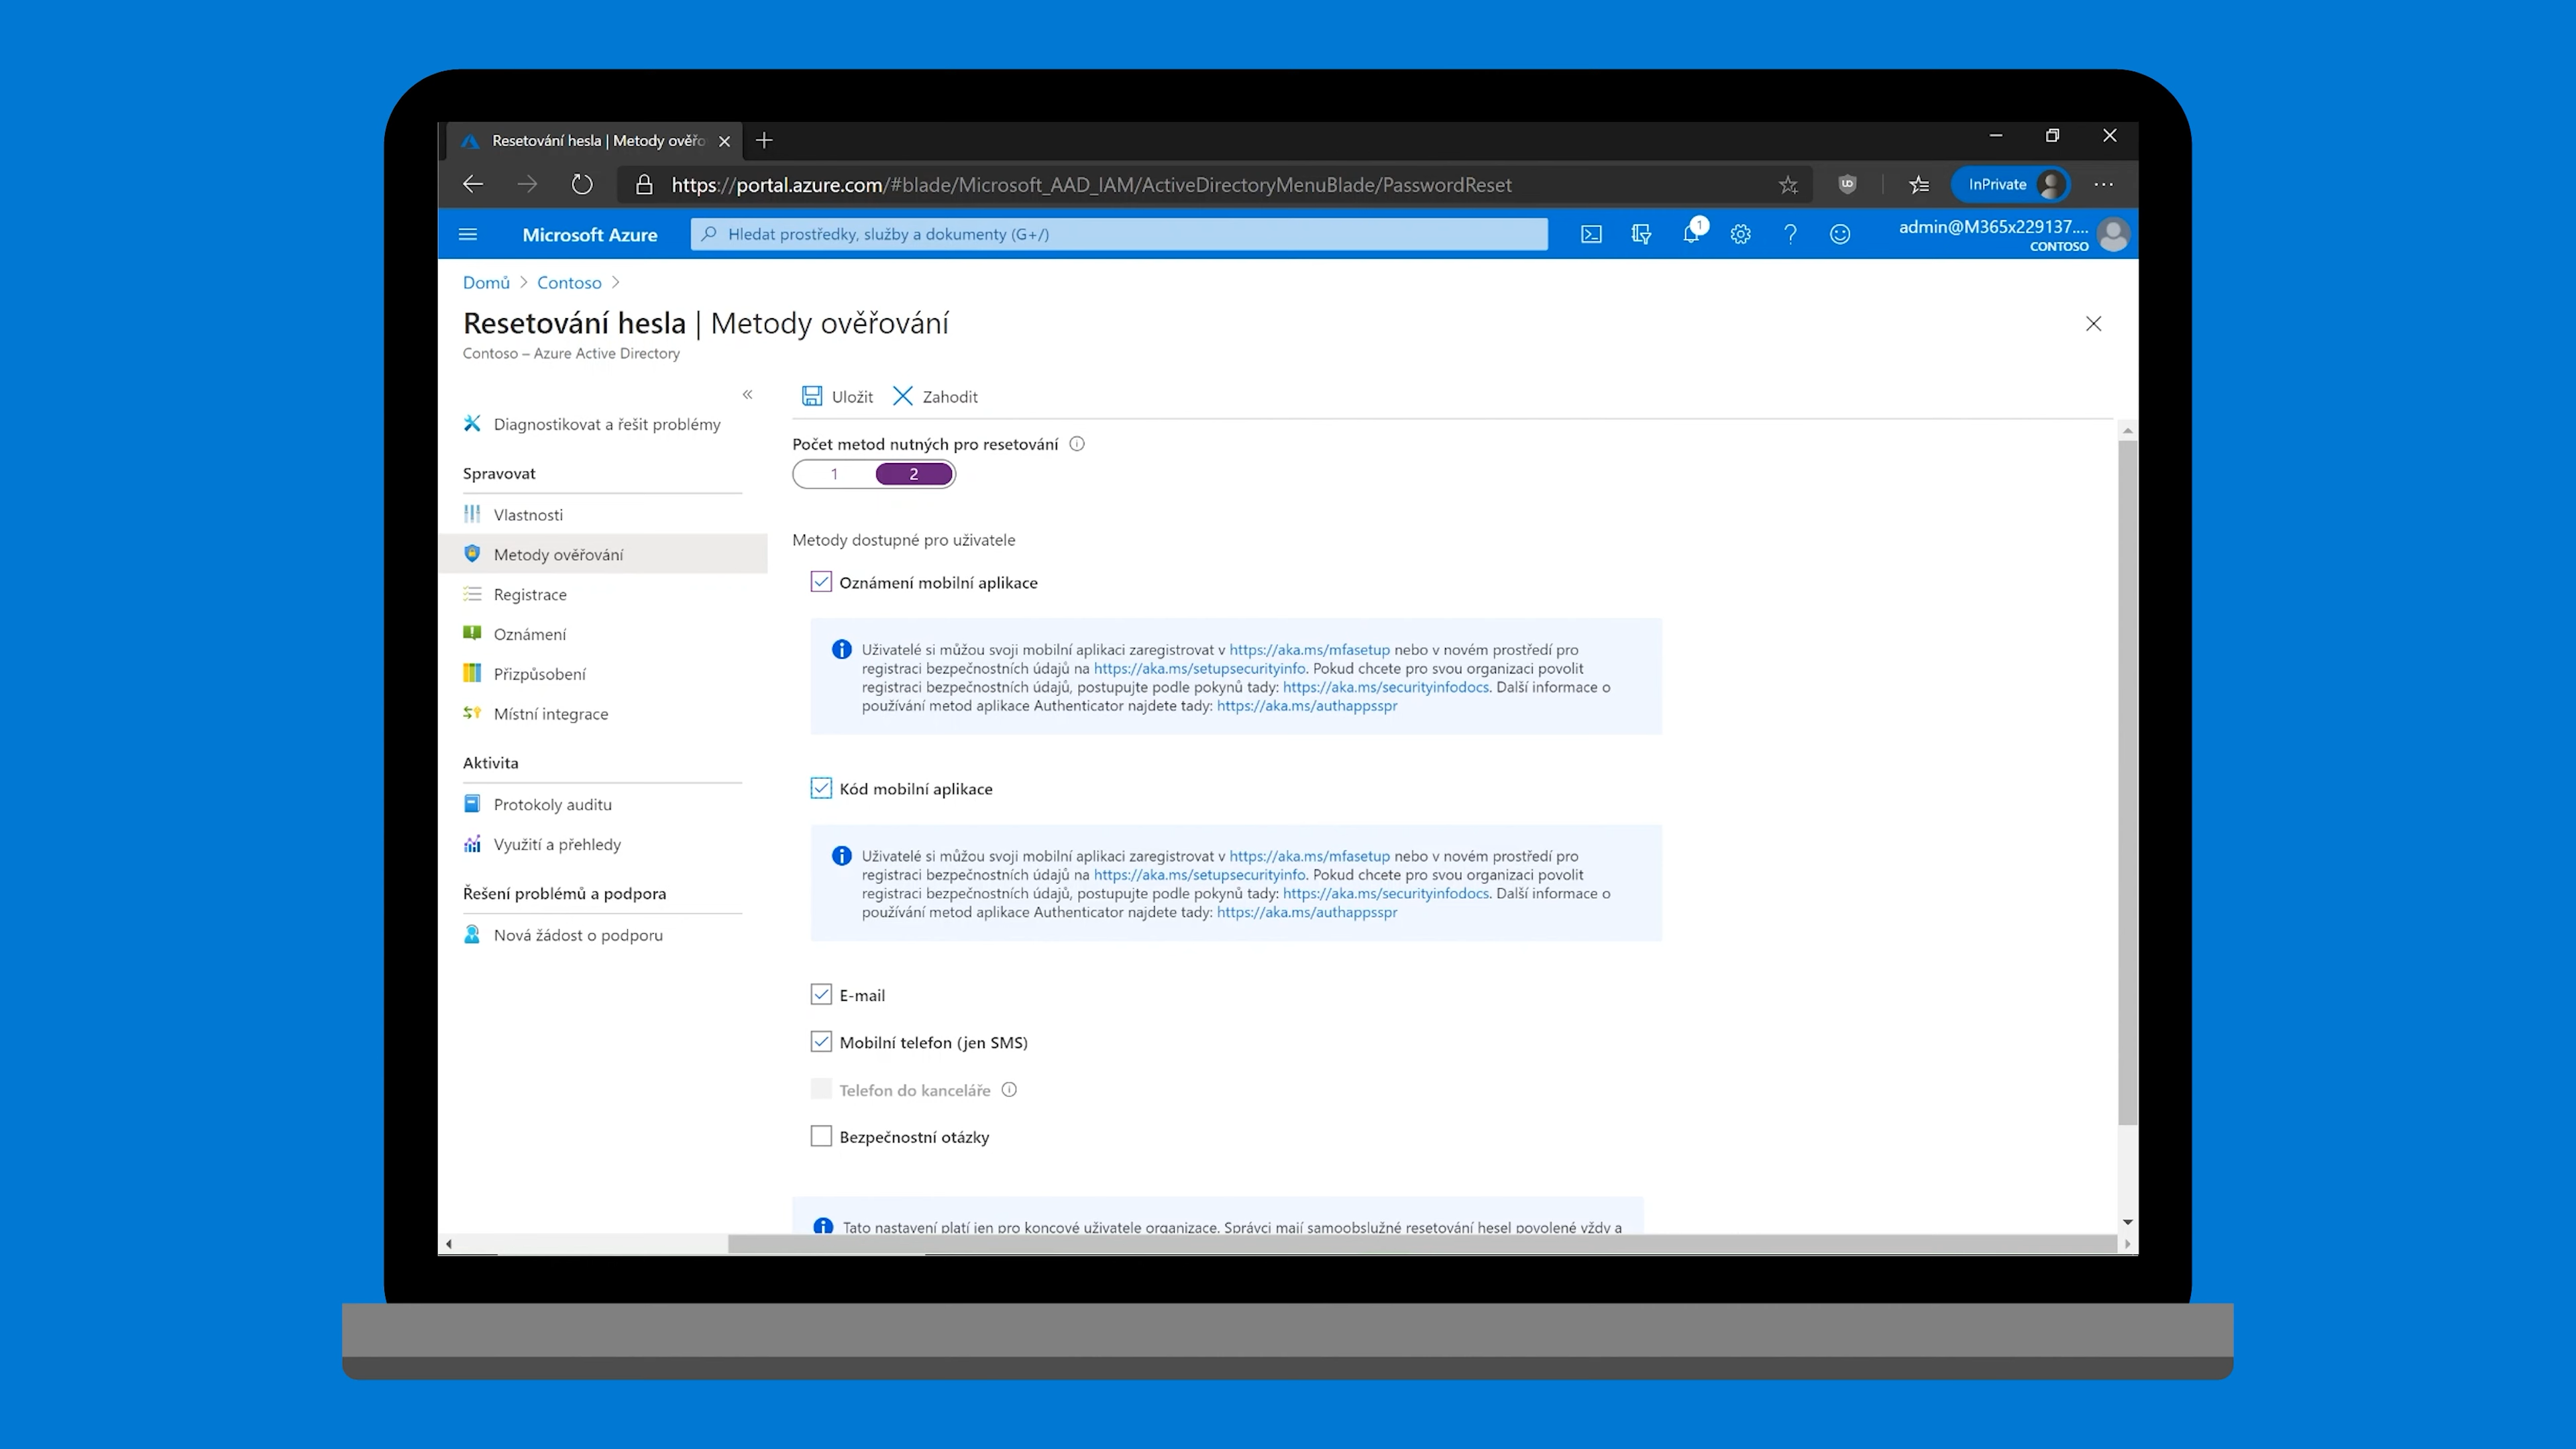 Resetování hesla | Metody ověřo
https://portal.azure.com/#blade/Microsoft_AAD_IAM/ActiveDirectoryMenuBlade/PasswordReset
InPrivate
Microsoft Azure
Hledat prostředky, služby a dokumenty (G+/)
1
admin@M365x229137....
CONTOSO
Domů > Contoso >
Resetování hesla | Metody ověřování
Contoso – Azure Active Directory
«
Diagnostikovat a řešit problémy
Spravovat
Vlastnosti
Metody ověřování
Registrace
Oznámení
Přizpůsobení
Místní integrace
Aktivita
Protokoly auditu
Využití a přehledy
Řešení problémů a podpora
Nová žádost o podporu
Uložit Zahodit
Počet metod nutných pro resetování
1 2
Metody dostupné pro uživatele
Oznámení mobilní aplikace
Uživatelé si můžou svoji mobilní aplikaci zaregistrovat v https://aka.ms/mfasetup nebo v novém prostředí pro
registraci bezpečnostních údajů na https://aka.ms/setupsecurityinfo. Pokud chcete pro svou organizaci povolit
registraci bezpečnostních údajů, postupujte podle pokynů tady: https://aka.ms/securityinfodocs. Další informace o
používání metod aplikace Authenticator najdete tady: https://aka.ms/authappsspr
Kód mobilní aplikace
Uživatelé si můžou svoji mobilní aplikaci zaregistrovat v https://aka.ms/mfasetup nebo v novém prostředí pro
registraci bezpečnostních údajů na https://aka.ms/setupsecurityinfo. Pokud chcete pro svou organizaci povolit
registraci bezpečnostních údajů, postupujte podle pokynů tady: https://aka.ms/securityinfodocs. Další informace o
používání metod aplikace Authenticator najdete tady: https://aka.ms/authappsspr
E-mail
Mobilní telefon (jen SMS)
Telefon do kanceláře
Bezpečnostní otázky
Tato nastavení platí jen pro koncové uživatele organizace. Správci mají samoobslužné resetování hesel povolené vždy a